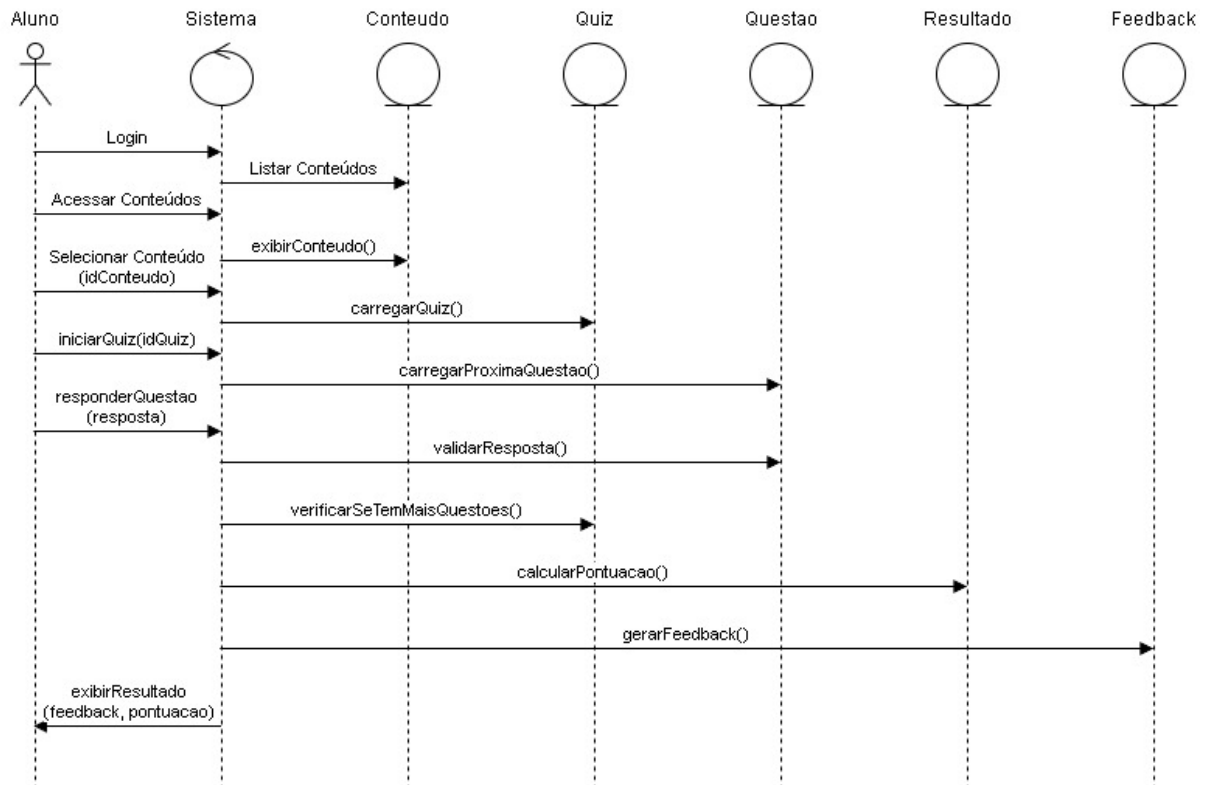 Aluno
Sistema
Conteudo
Quiz
Questao
Resultado
Feedback
Login
Listar Conteúdos
Acessar Conteúdos
exibirConteudo()
Selecionar Conteúdo
(idConteudo)
carregarQuiz()
iniciarQuiz(idQuiz)
carregarProximaQuestao()
responderQuestao
(resposta)
validarResposta()
verificarSeTemMaisQuestoes()
calcularPontuacao()
gerarFeedback()
exibirResultado
(feedback, pontuacao)